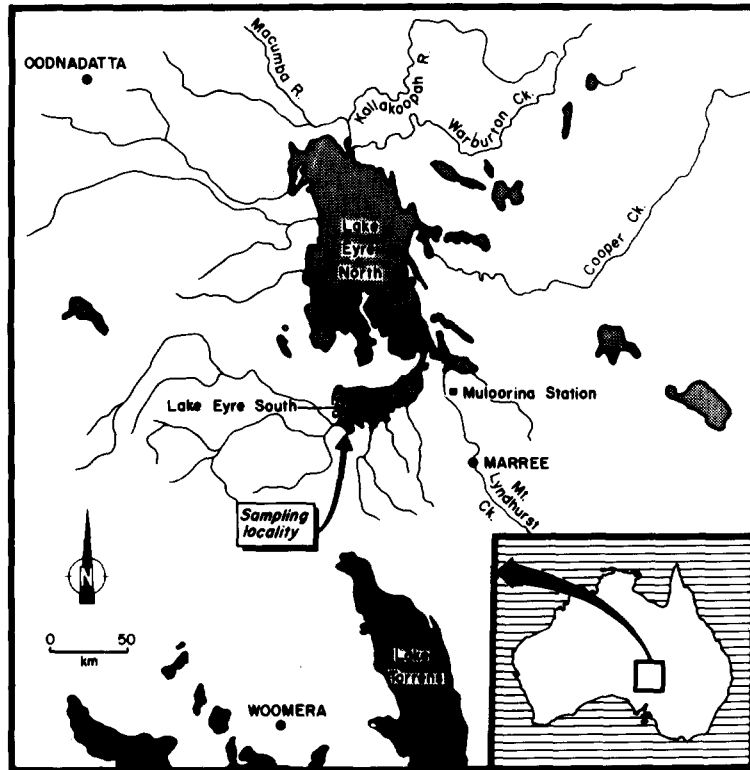 OODNADATTA
Macumba R.
Kallakoopah R.
Warburton Ck.
Cooper Ck.
Lake
Eyre
North
Lake Eyre South
Muloorina Station
MARREE
Mt.
Lyndhurst
Ck.
Sampling
locality
N
0 50
km
Lake
Torrens
WOOMERA